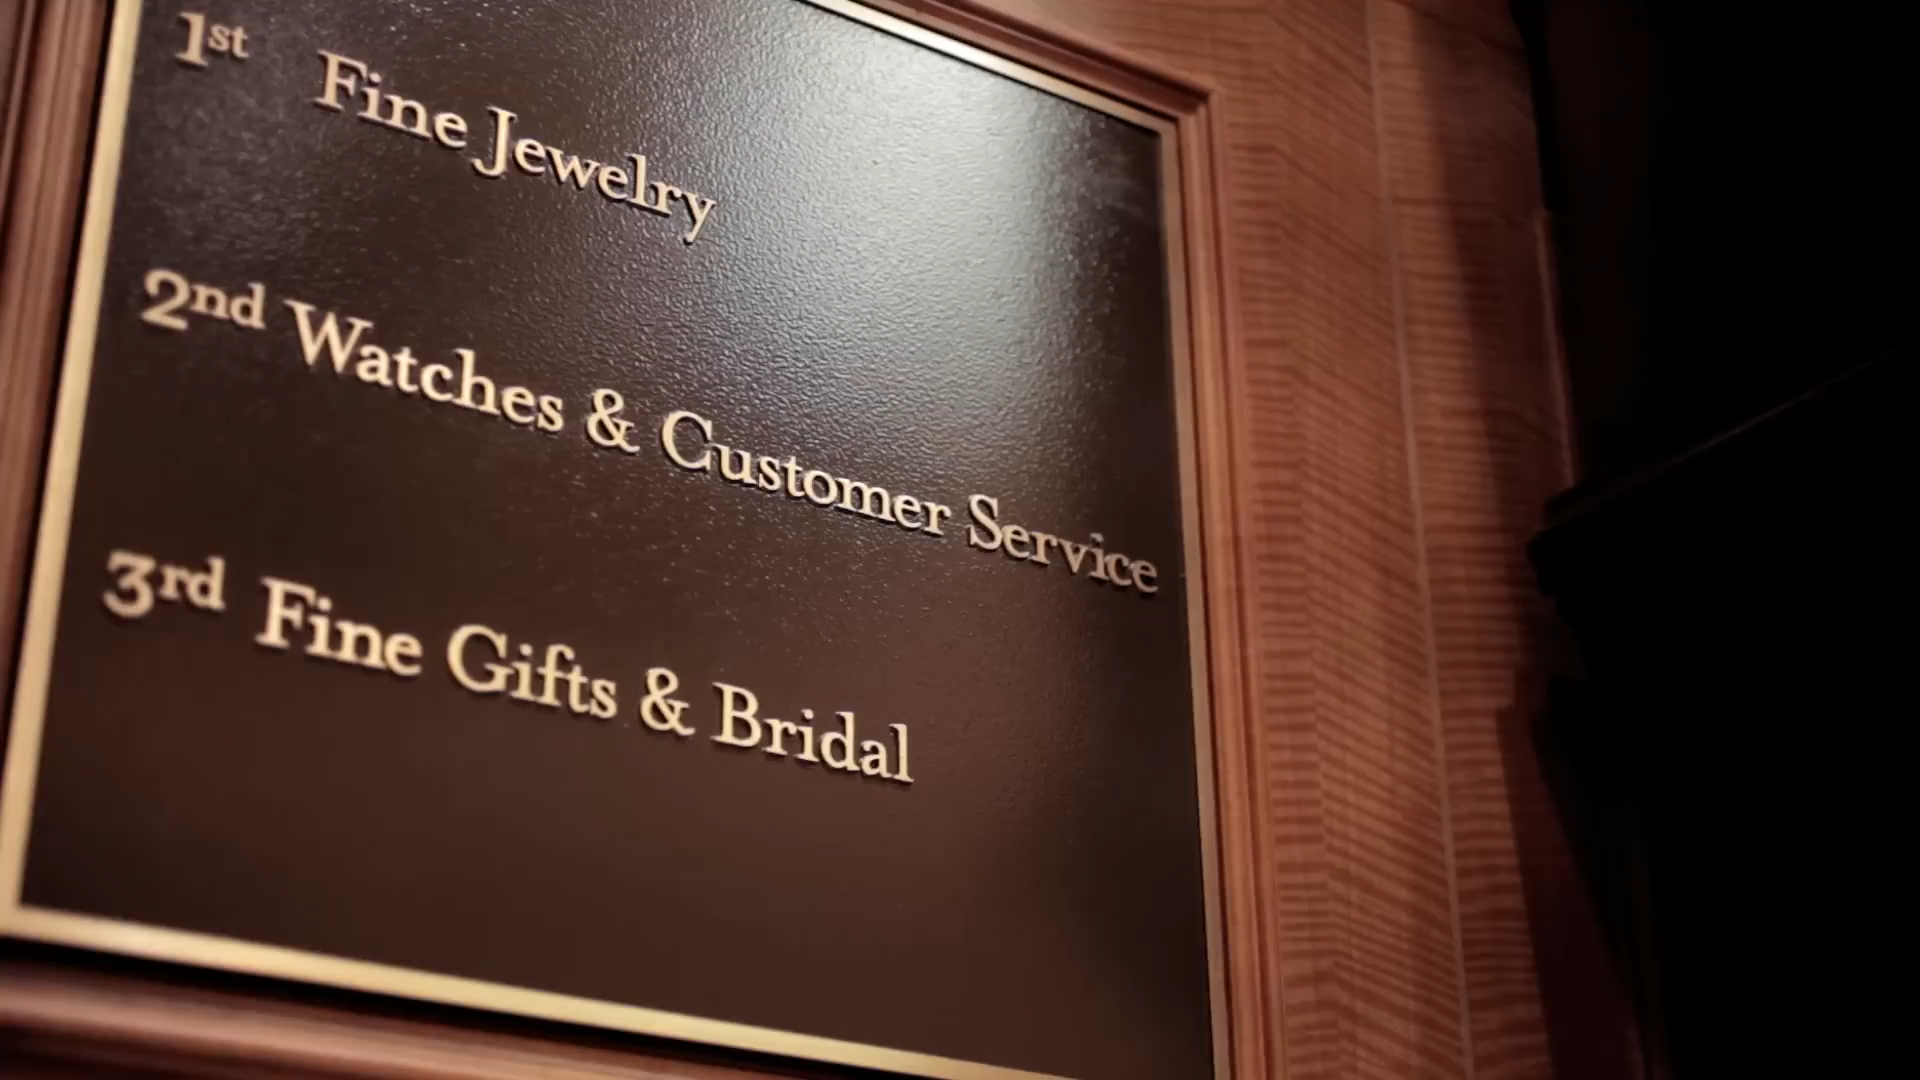 1st Fine Jewelry
2nd Watches & Customer Service
3rd Fine Gifts & Bridal